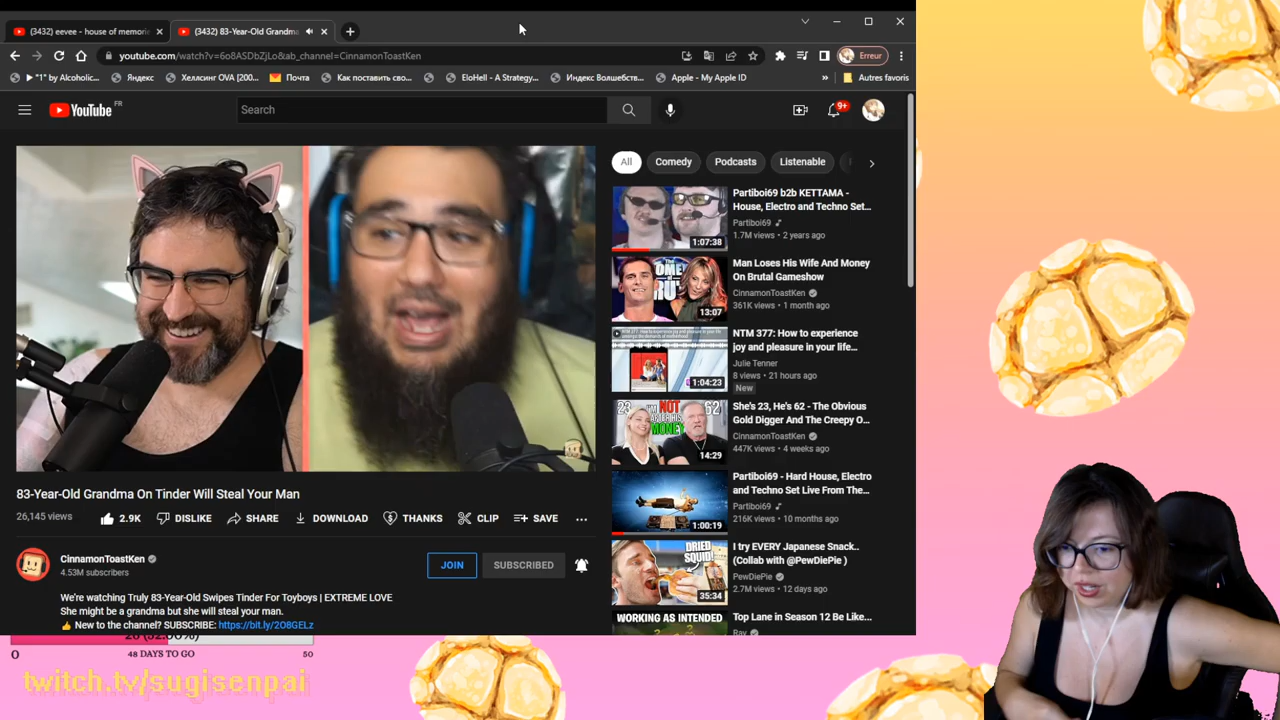 (3432) eevee - house of memorie
(3432) 83-Year-Old Grandma
youtube.com/watch?v=6o8ASDbZjLo&ab_channel=CinnamonToastKen
Erreur
"1" by Alcoholic...
Яндекс
Хеллсинг OVA [200...
Почта
Как поставить сво...
EloHell - A Strategy...
Индекс Волшебств...
Apple - My Apple ID
Autres favoris
YouTube FR
Search
9+
All
Comedy
Podcasts
Listenable
Partiboi69 b2b KETTAMA -
House, Electro and Techno Set...
Partiboi69
1.7M views • 2 years ago
1:07:38
Man Loses His Wife And Money
On Brutal Gameshow
CinnamonToastKen
361K views • 1 month ago
13:07
NTM 377: How to experience
joy and pleasure in your life...
Julie Tenner
8 views • 21 hours ago
New
1:04:23
She's 23, He's 62 - The Obvious
Gold Digger And The Creepy O...
CinnamonToastKen
447K views • 4 weeks ago
14:29
Partiboi69 - Hard House, Electro
and Techno Set Live From The...
Partiboi69
216K views • 10 months ago
1:00:19
I try EVERY Japanese Snack..
(Collab with @PewDiePie )
PewDiePie
2.7M views • 12 days ago
DRIED SQUID!
35:34
Top Lane in Season 12 Be Like...
WORKING AS INTENDED
83-Year-Old Grandma On Tinder Will Steal Your Man
26,145 views
2.9K
DISLIKE
SHARE
DOWNLOAD
THANKS
CLIP
SAVE
CinnamonToastKen
4.53M subscribers
JOIN
SUBSCRIBED
We're watching Truly 83-Year-Old Swipes Tinder For Toyboys | EXTREME LOVE
She might be a grandma but she will steal your man.
👍 New to the channel? SUBSCRIBE: https://bit.ly/2O8GELz
0
48 DAYS TO GO
50
twitch.tv/sugisenpai